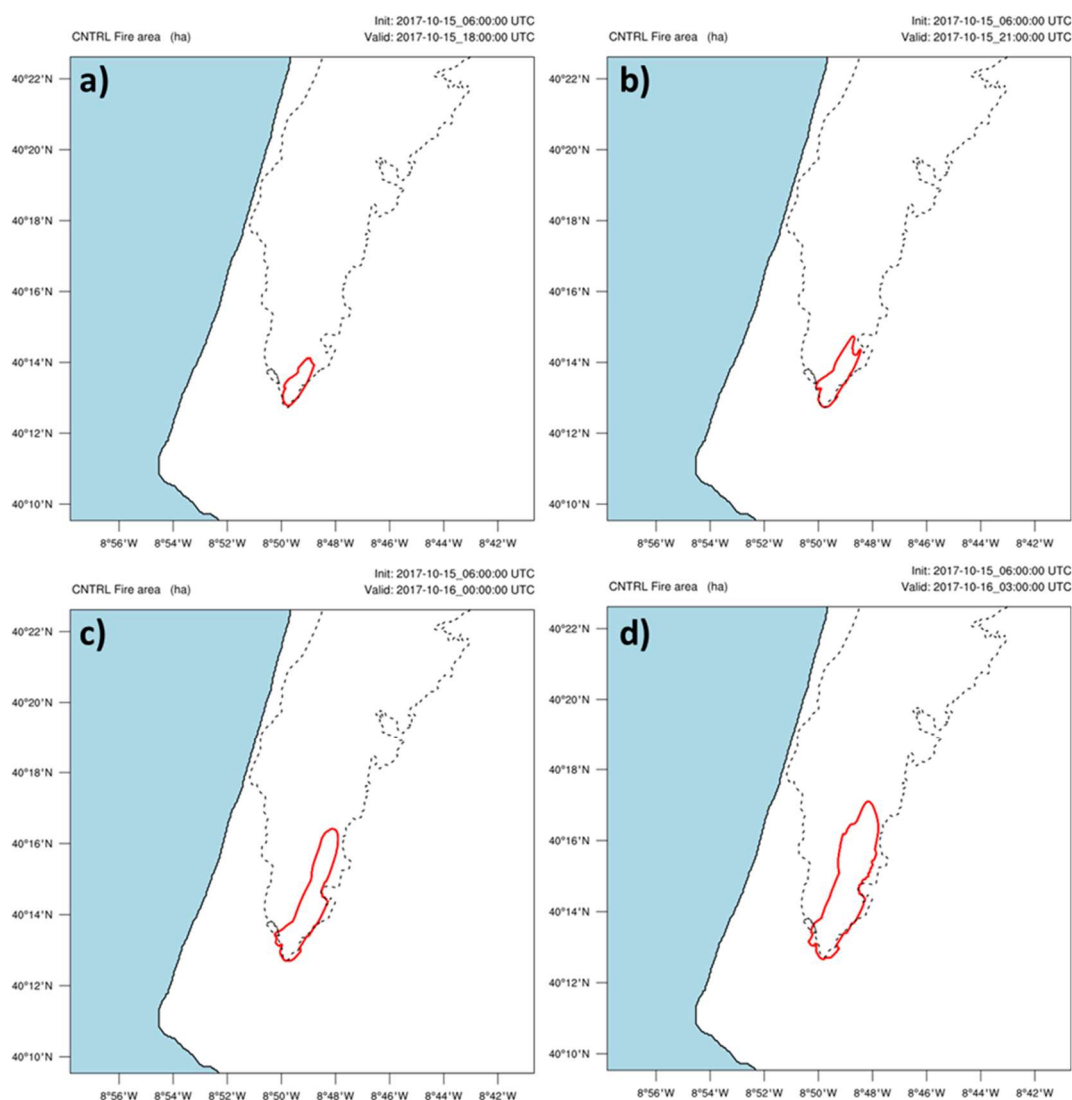 Init: 2017-10-15_06:00:00 UTC
CNTRL Fire area (ha) Valid: 2017-10-15_18:00:00 UTC
a)
40°22'N
40°20'N
40°18'N
40°16'N
40°14'N
40°12'N
40°10'N
8°56'W 8°54'W 8°52'W 8°50'W 8°48'W 8°46'W 8°44'W 8°42'W
Init: 2017-10-15_06:00:00 UTC
CNTRL Fire area (ha) Valid: 2017-10-15_21:00:00 UTC
b)
40°22'N
40°20'N
40°18'N
40°16'N
40°14'N
40°12'N
40°10'N
8°56'W 8°54'W 8°52'W 8°50'W 8°48'W 8°46'W 8°44'W 8°42'W
Init: 2017-10-15_06:00:00 UTC
CNTRL Fire area (ha) Valid: 2017-10-16_00:00:00 UTC
c)
40°22'N
40°20'N
40°18'N
40°16'N
40°14'N
40°12'N
40°10'N
8°56'W 8°54'W 8°52'W 8°50'W 8°48'W 8°46'W 8°44'W 8°42'W
Init: 2017-10-15_06:00:00 UTC
CNTRL Fire area (ha) Valid: 2017-10-16_03:00:00 UTC
d)
40°22'N
40°20'N
40°18'N
40°16'N
40°14'N
40°12'N
40°10'N
8°56'W 8°54'W 8°52'W 8°50'W 8°48'W 8°46'W 8°44'W 8°42'W